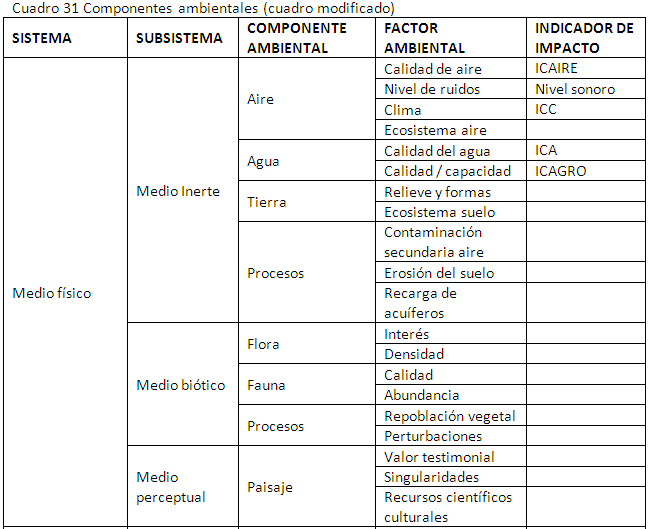 Cuadro 31 Componentes ambientales (cuadro modificado)
SISTEMA
SUBSISTEMA
COMPONENTE
AMBIENTAL
FACTOR
AMBIENTAL
INDICADOR DE
IMPACTO
Medio físico
Medio Inerte
Aire
Calidad de aire
ICAIRE
Nivel de ruidos
Nivel sonoro
Clima
ICC
Ecosistema aire
Agua
Calidad del agua
ICA
Calidad / capacidad
ICAGRO
Tierra
Relieve y formas
Ecosistema suelo
Procesos
Contaminación
secundaria aire
Erosión del suelo
Recarga de
acuíferos
Medio biótico
Flora
Interés
Densidad
Fauna
Calidad
Abundancia
Procesos
Repoblación vegetal
Perturbaciones
Medio
perceptual
Paisaje
Valor testimonial
Singularidades
Recursos científicos
culturales